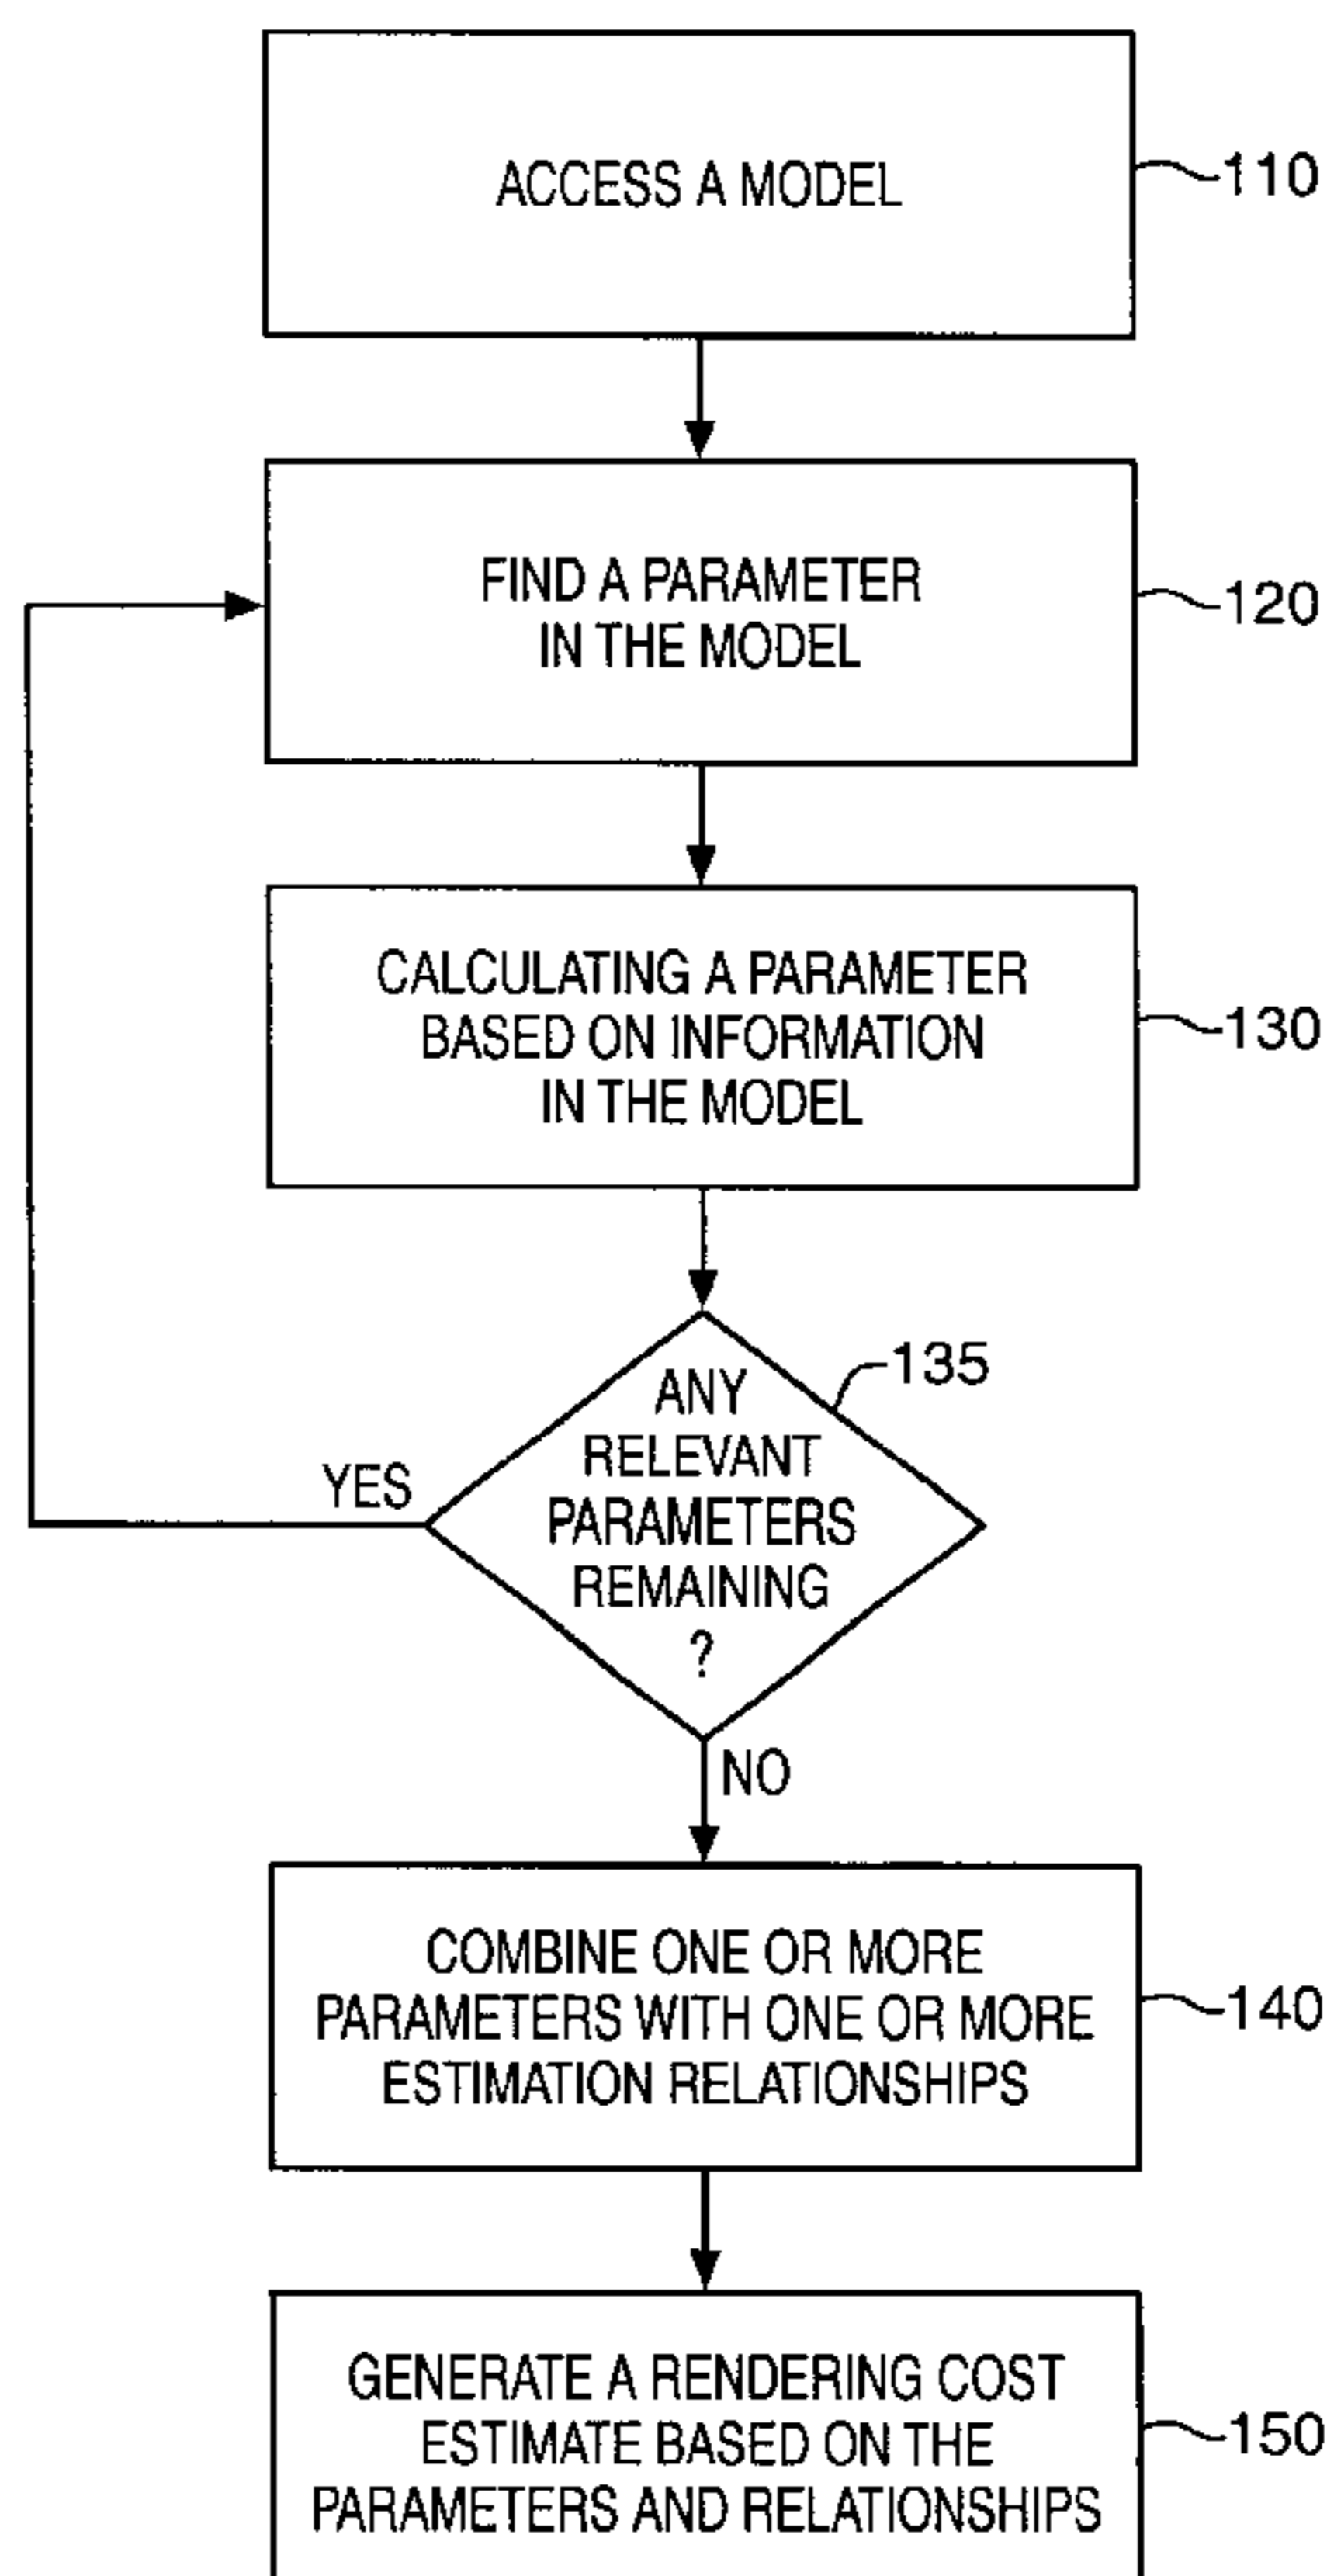 ACCESS A MODEL
110
FIND A PARAMETER
IN THE MODEL
120
CALCULATING A PARAMETER
BASED ON INFORMATION
IN THE MODEL
130
ANY
RELEVANT
PARAMETERS
REMAINING
?
135
YES
NO
COMBINE ONE OR MORE
PARAMETERS WITH ONE OR MORE
ESTIMATION RELATIONSHIPS
140
GENERATE A RENDERING COST
ESTIMATE BASED ON THE
PARAMETERS AND RELATIONSHIPS
150